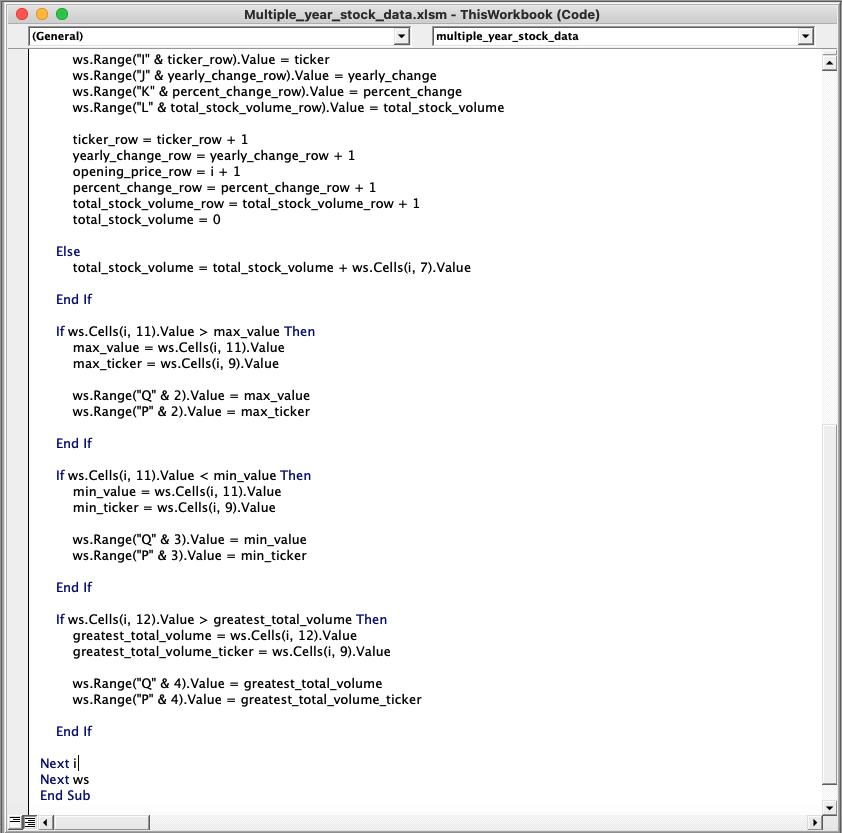 Multiple_year_stock_data.xlsm - ThisWorkbook (Code)
(General)
multiple_year_stock_data
ws.Range("I" & ticker_row).Value = ticker
ws.Range("J" & yearly_change_row).Value = yearly_change
ws.Range("K" & percent_change_row).Value = percent_change
ws.Range("L" & total_stock_volume_row).Value = total_stock_volume
ticker_row = ticker_row + 1
yearly_change_row = yearly_change_row + 1
opening_price_row = i + 1
percent_change_row = percent_change_row + 1
total_stock_volume_row = total_stock_volume_row + 1
total_stock_volume = 0
Else
total_stock_volume = total_stock_volume + ws.Cells(i, 7).Value
End If
If ws.Cells(i, 11).Value > max_value Then
max_value = ws.Cells(i, 11).Value
max_ticker = ws.Cells(i, 9).Value
ws.Range("Q" & 2).Value = max_value
ws.Range("P" & 2).Value = max_ticker
End If
If ws.Cells(i, 11).Value < min_value Then
min_value = ws.Cells(i, 11).Value
min_ticker = ws.Cells(i, 9).Value
ws.Range("Q" & 3).Value = min_value
ws.Range("P" & 3).Value = min_ticker
End If
If ws.Cells(i, 12).Value > greatest_total_volume Then
greatest_total_volume = ws.Cells(i, 12).Value
greatest_total_volume_ticker = ws.Cells(i, 9).Value
ws.Range("Q" & 4).Value = greatest_total_volume
ws.Range("P" & 4).Value = greatest_total_volume_ticker
End If
Next i
Next ws
End Sub